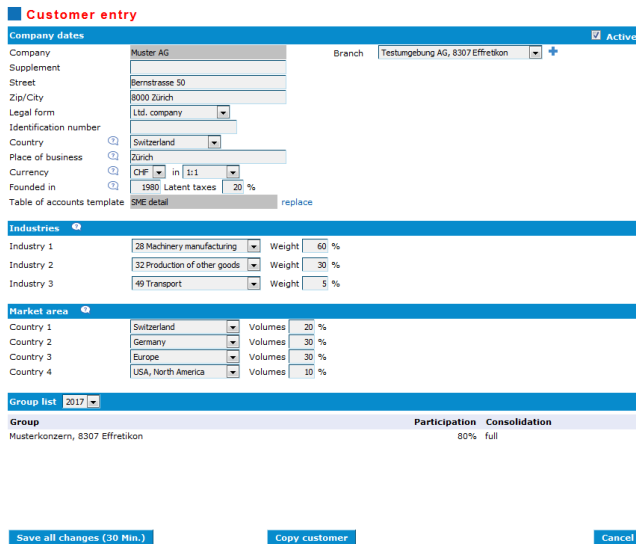 Customer entry
Company dates Active
Company Muster AG Branch Testumgebung AG, 8307 Effretikon
Supplement
Street Bernstrasse 50
Zip/City 8000 Zürich
Legal form Ltd. company
Identification number
Country ? Switzerland
Place of business ? Zürich
Currency ? CHF in 1:1
Founded in ? 1980 Latent taxes 20 %
Table of accounts template SME detail replace
Industries ?
Industry 1 28 Machinery manufacturing Weight 60 %
Industry 2 32 Production of other goods Weight 30 %
Industry 3 49 Transport Weight 5 %
Market area ?
Country 1 Switzerland Volumes 20 %
Country 2 Germany Volumes 30 %
Country 3 Europe Volumes 30 %
Country 4 USA, North America Volumes 10 %
Group list 2017
Group Participation Consolidation
Musterkonzern, 8307 Effretikon 80% full
Save all changes (30 Min.) Copy customer Cancel